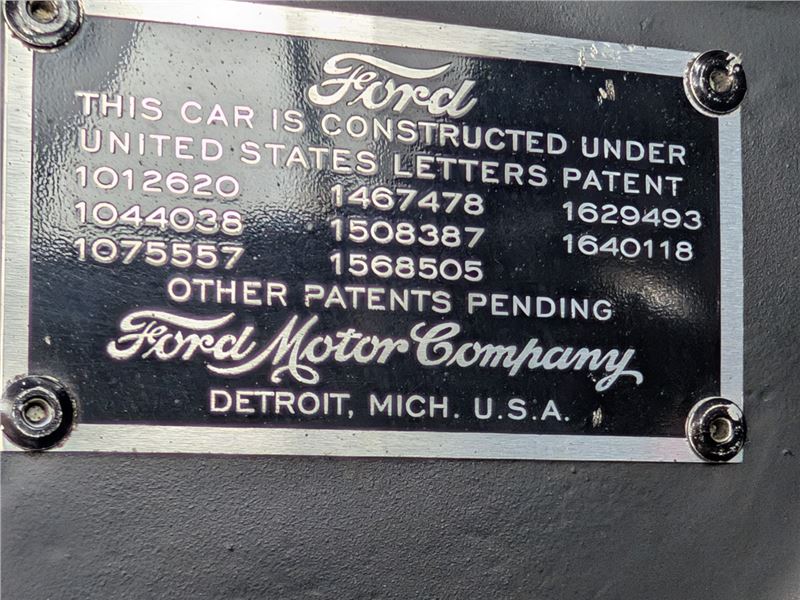 Ford
THIS CAR IS CONSTRUCTED UNDER
UNITED STATES LETTERS PATENT
1012620 1467478 1629493
1044038 1508387 1640118
1075557 1568505
OTHER PATENTS PENDING
Ford Motor Company
DETROIT, MICH. U.S.A.